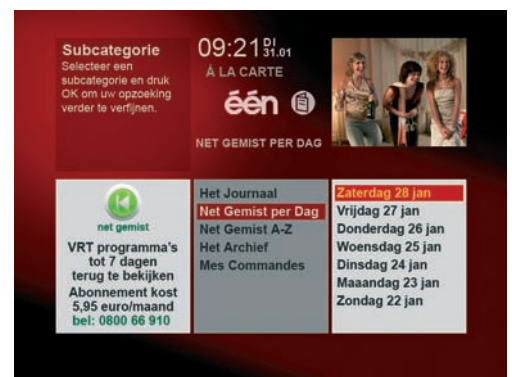 Subcategorie
Selecteer een
subcategorie en druk
OK om uw opzoeking
verder te verfijnen.
09:21 DI 31.01
À LA CARTE
één
NET GEMIST PER DAG
net gemist
VRT programma's
tot 7 dagen
terug te bekijken
Abonnement kost
5,95 euro/maand
bel: 0800 66 910
Het Journaal
Net Gemist per Dag
Net Gemist A-Z
Het Archief
Mes Commandes
Zaterdag 28 jan
Vrijdag 27 jan
Donderdag 26 jan
Woensdag 25 jan
Dinsdag 24 jan
Maaandag 23 jan
Zondag 22 jan